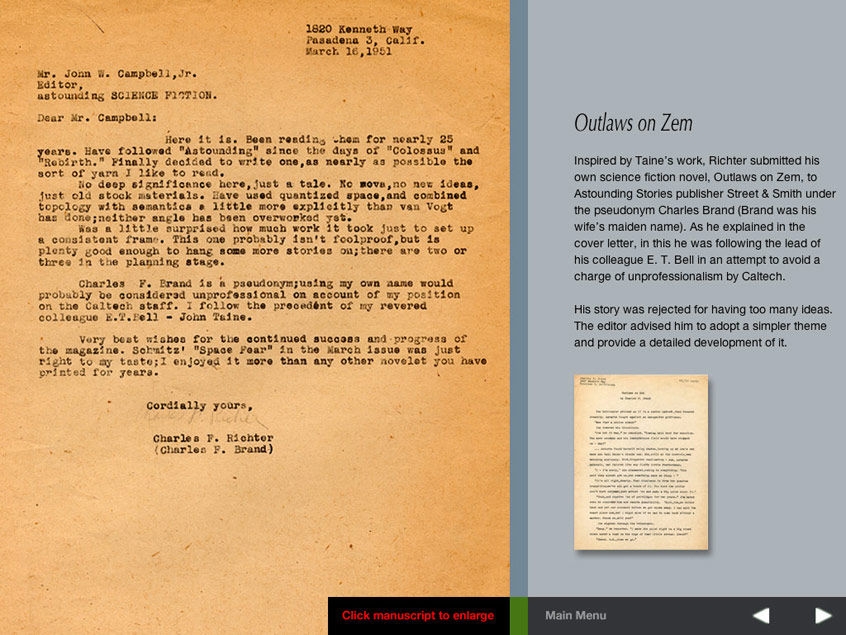 1820 Kenneth Way
Pasadena 3, Calif.
March 16,1951
Mr. John W. Campbell,Jr.
Editor,
astounding SCIENCE FICTION.
Dear Mr. Campbell:
Here it is. Been reading them for nearly 25
years. Have followed "Astounding" since the days of "Colossus" and
"Rebirth." Finally decided to write one,as nearly as possible the
sort of yarn I like to read.
No deep significance here,just a tale. No mova,no new ideas,
just old stock materials. Have used quantized space,and combined
topology with semantics a little more explicitly than van Vogt
has done;neither angle has been overworked yet.
Was a little surprised how much work it took just to set up
a consistent frame. This one probably isn't foolproof,but is
plenty good enough to hang some more stories on;there are two or
three in the planning stage.
Charles F. Brand is a pseudonym;using my own name would
probably be considered unprofessional on account of my position
on the Caltech staff. I follow the precedent of my revered
colleague E.T.Bell - John Taine.
Very best wishes for the continued success and progress of
the magazine. Schmitz' "Space Fear" in the March issue was just
right to my taste;I enjoyed it more than any other novelet you have
printed for years.
Cordially yours,
Charles F. Richter
(Charles F. Brand)
Outlaws on Zem
Inspired by Taine's work, Richter submitted his
own science fiction novel, Outlaws on Zem, to
Astounding Stories publisher Street & Smith under
the pseudonym Charles Brand (Brand was his
wife's maiden name). As he explained in the
cover letter, in this he was following the lead of
his colleague E. T. Bell in an attempt to avoid a
charge of unprofessionalism by Caltech.
His story was rejected for having too many ideas.
The editor advised him to adopt a simpler theme
and provide a detailed development of it.
Outlaws on Zem
by Charles F. Brand
Click manuscript to enlarge
Main Menu